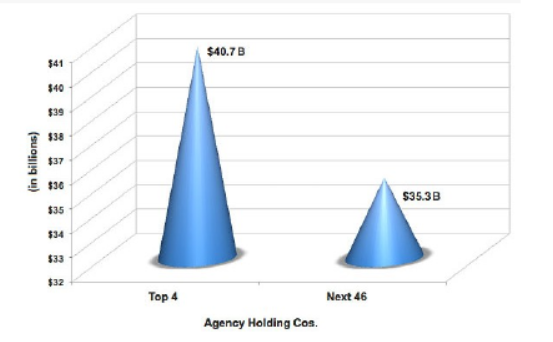 $40.7 B
$41
$40
$39
$38
$37
$36
$35
$34
$33
$32
(in billions)
$35.3 B
Top 4
Next 46
Agency Holding Cos.